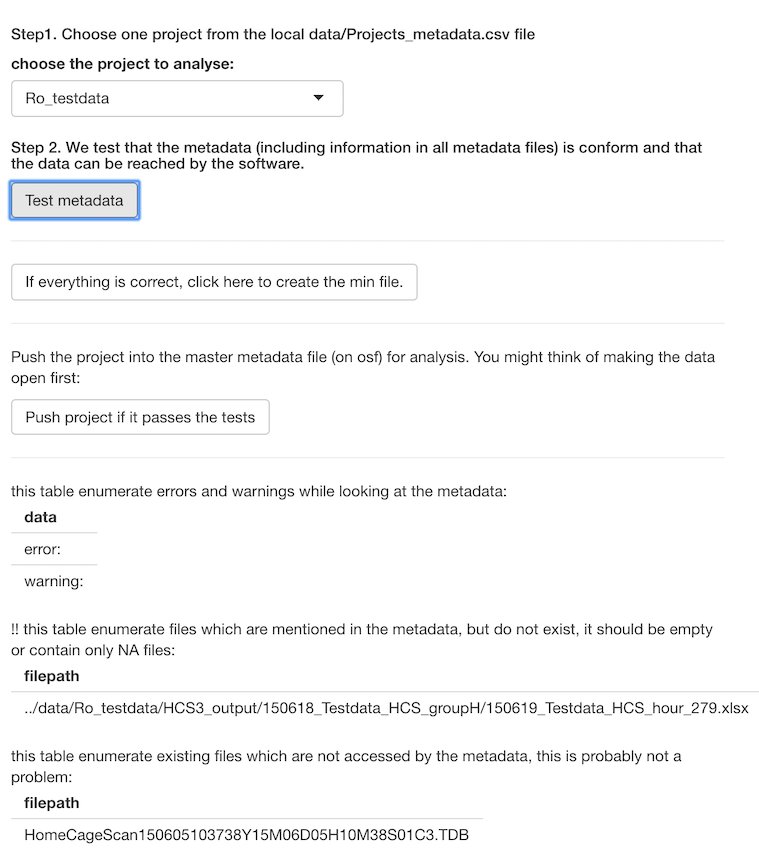 Step1. Choose one project from the local data/Projects_metadata.csv file
choose the project to analyse:
Ro_testdata
Step 2. We test that the metadata (including information in all metadata files) is conform and that
the data can be reached by the software.
Test metadata
If everything is correct, click here to create the min file.
Push the project into the master metadata file (on osf) for analysis. You might think of making the data
open first:
Push project if it passes the tests
this table enumerate errors and warnings while looking at the metadata:
data
error:
warning:
!! this table enumerate files which are mentioned in the metadata, but do not exist, it should be empty
or contain only NA files:
filepath
../data/Ro_testdata/HCS3_output/150618_Testdata_HCS_groupH/150619_Testdata_HCS_hour_279.xlsx
this table enumerate existing files which are not accessed by the metadata, this is probably not a
problem:
filepath
HomeCageScan150605103738Y15M06D05H10M38S01C3.TDB